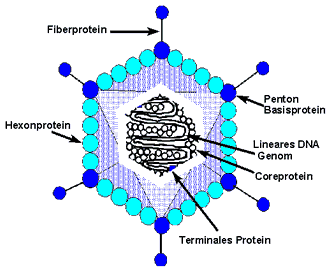 Fiberprotein
Penton
Basisprotein
Hexonprotein
Lineares DNA
Genom
Coreprotein
Terminales Protein